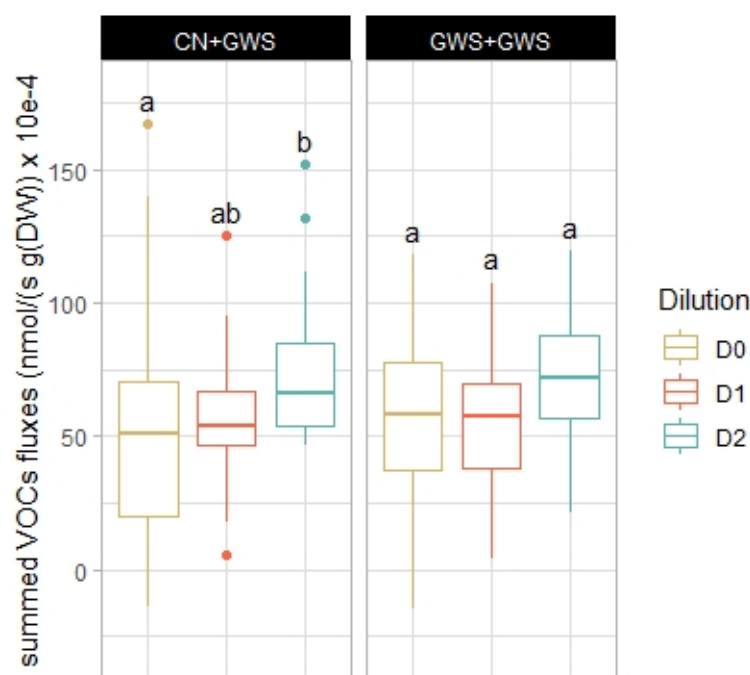 CN+GWS
GWS+GWS
summed VOCs fluxes (nmol/(s g(DW)) x 10e-4
150
100
50
0
a
ab
b
a
a
a
Dilution
D0
D1
D2